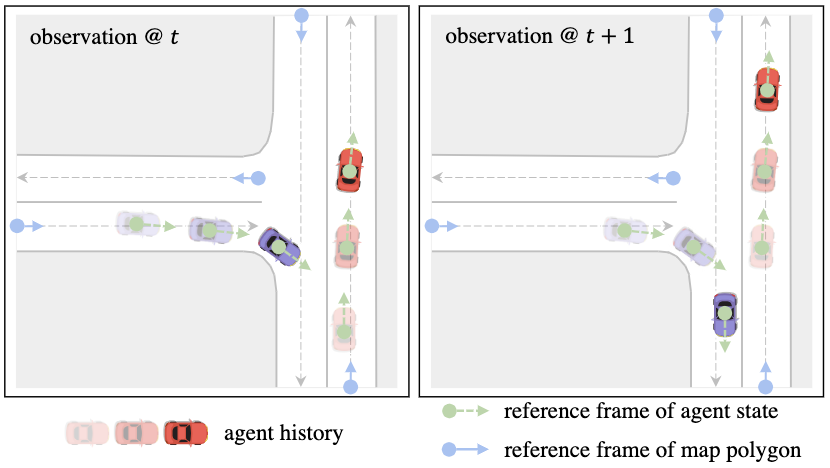 observation @ t
observation @ t + 1
agent history
reference frame of agent state
reference frame of map polygon